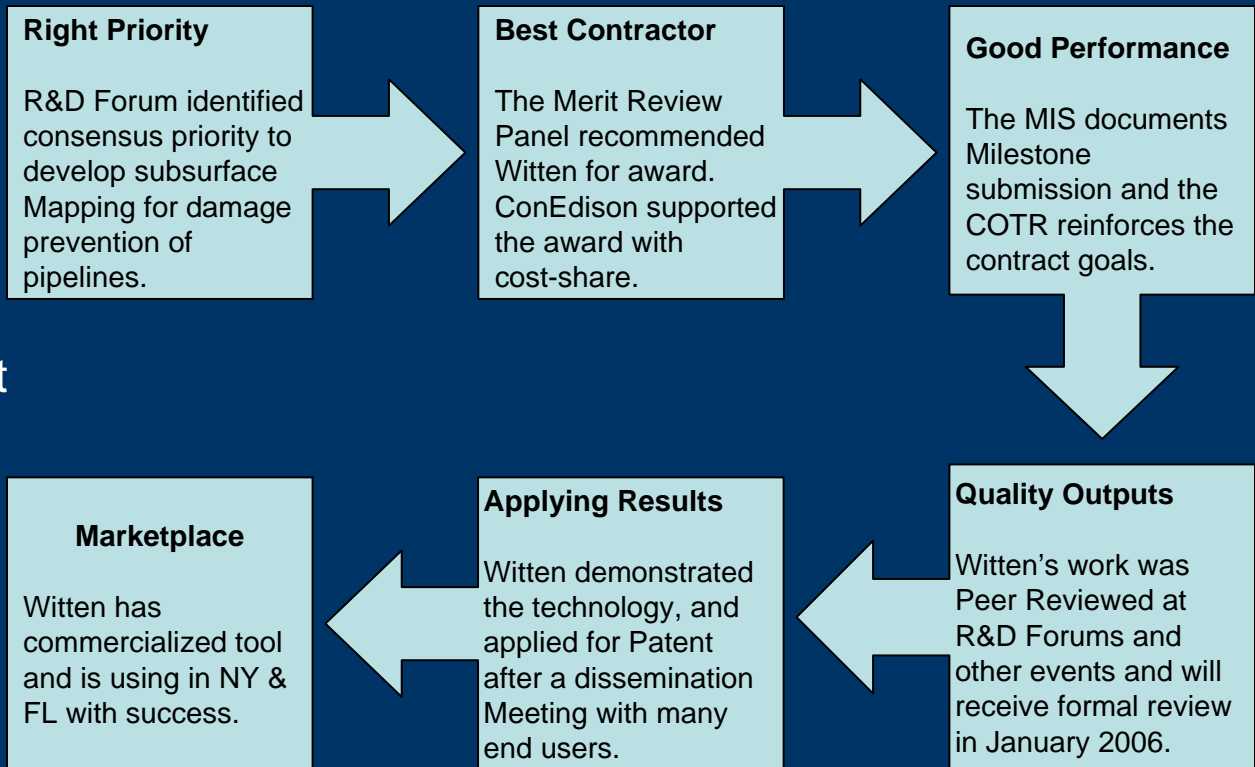 Right Priority
R&D Forum identified
consensus priority to
develop subsurface
Mapping for damage
prevention of
pipelines.
Best Contractor
The Merit Review
Panel recommended
Witten for award.
ConEdison supported
the award with
cost-share.
Good Performance
The MIS documents
Milestone
submission and the
COTR reinforces the
contract goals.
t
Quality Outputs
Witten's work was
Peer Reviewed at
R&D Forums and
other events and will
receive formal review
in January 2006.
Applying Results
Witten demonstrated
the technology, and
applied for Patent
after a dissemination
Meeting with many
end users.
Marketplace
Witten has
commercialized tool
and is using in NY &
FL with success.